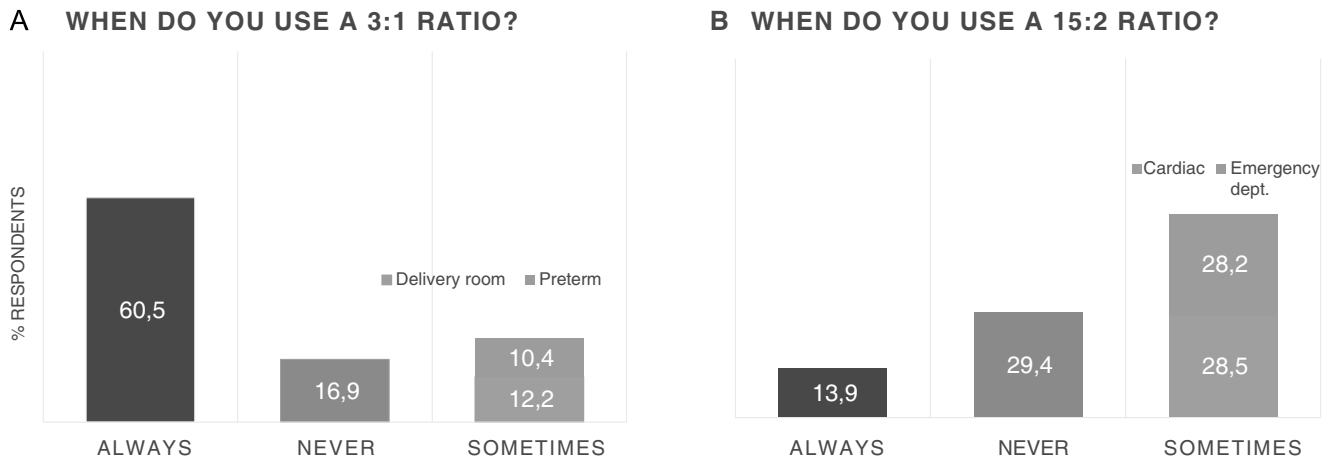 A WHEN DO YOU USE A 3:1 RATIO?
% RESPONDENTS
60,5
16,9
Delivery room Preterm
10,4
12,2
ALWAYS NEVER SOMETIMES
B WHEN DO YOU USE A 15:2 RATIO?
Cardiac Emergency
dept.
13,9
29,4
28,2
28,5
ALWAYS NEVER SOMETIMES